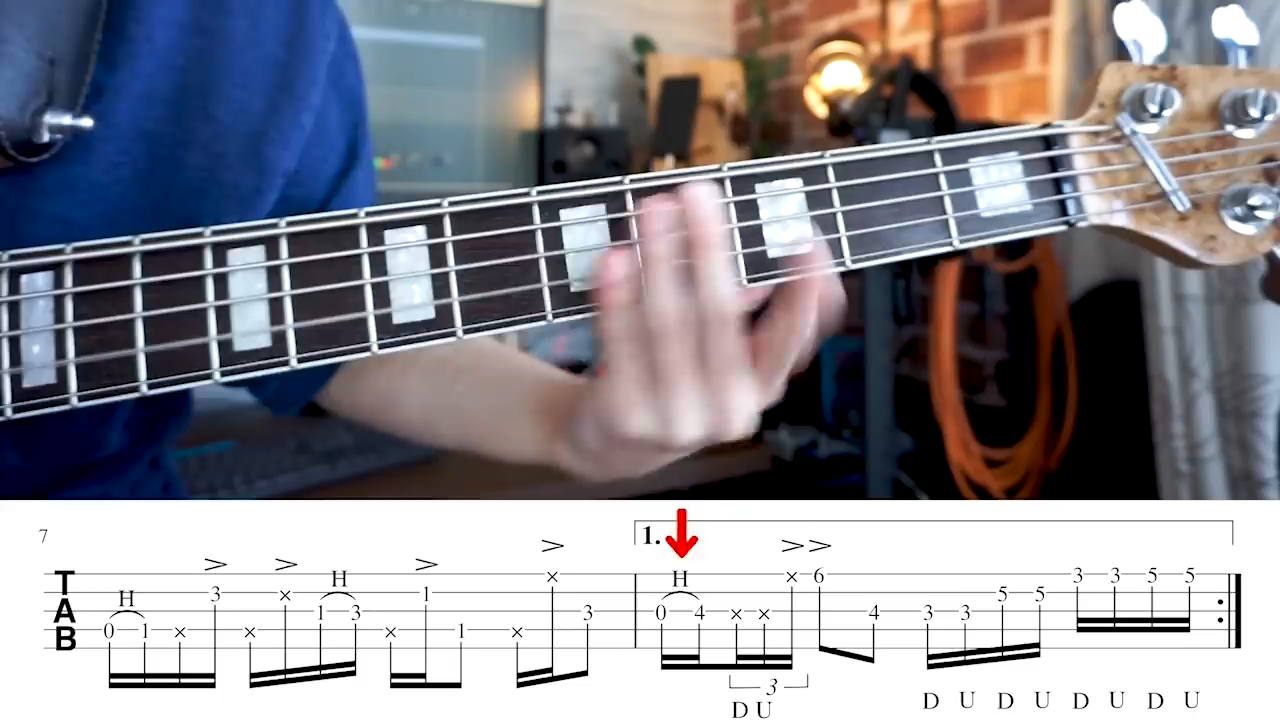 7
1.
> > > > > >
H H H
T A B
× 6 3 3 5 5
3 × 1 5 5
1 3 3 0 4 × × 4 3 3
0 1 × × × 1 ×
3
D U D U D U D U D U